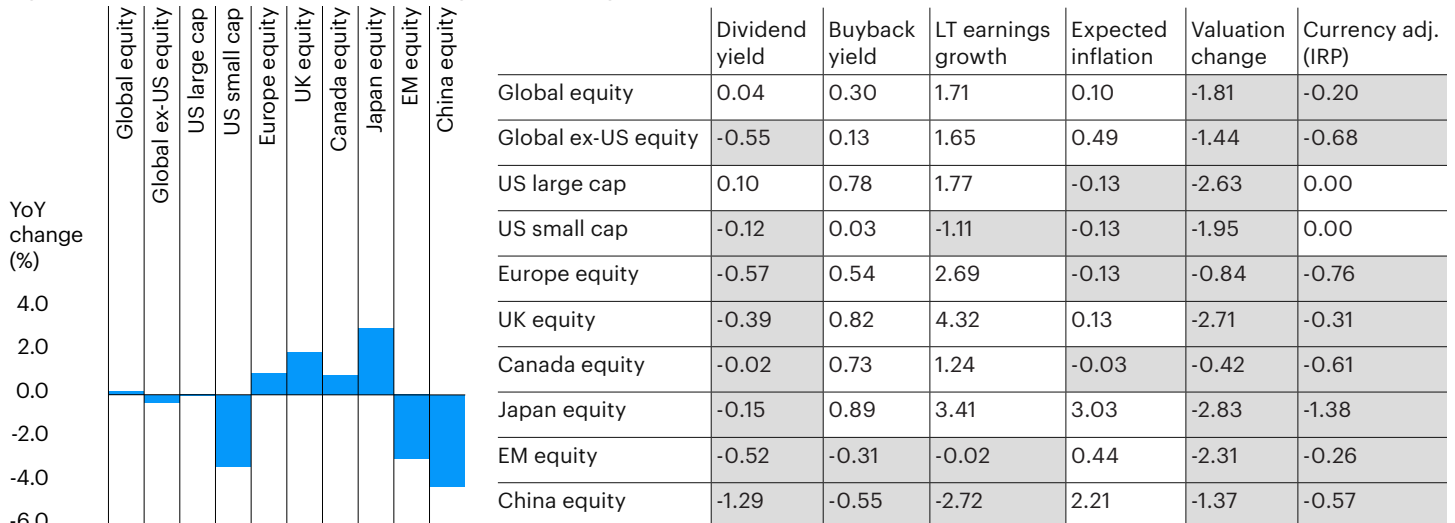 Global equity
Global ex-US equity
US large cap
US small cap
Europe equity
UK equity
Canada equity
Japan equity
EM equity
China equity
YoY
change
(%)
4.0
2.0
0.0
-2.0
-4.0
-6.0
Dividend yield Buyback yield LT earnings growth Expected inflation Valuation change Currency adj. (IRP)
Global equity 0.04 0.30 1.71 0.10 -1.81 -0.20
Global ex-US equity -0.55 0.13 1.65 0.49 -1.44 -0.68
US large cap 0.10 0.78 1.77 -0.13 -2.63 0.00
US small cap -0.12 0.03 -1.11 -0.13 -1.95 0.00
Europe equity -0.57 0.54 2.69 -0.13 -0.84 -0.76
UK equity -0.39 0.82 4.32 0.13 -2.71 -0.31
Canada equity -0.02 0.73 1.24 -0.03 -0.42 -0.61
Japan equity -0.15 0.89 3.41 3.03 -2.83 -1.38
EM equity -0.52 -0.31 -0.02 0.44 -2.31 -0.26
China equity -1.29 -0.55 -2.72 2.21 -1.37 -0.57